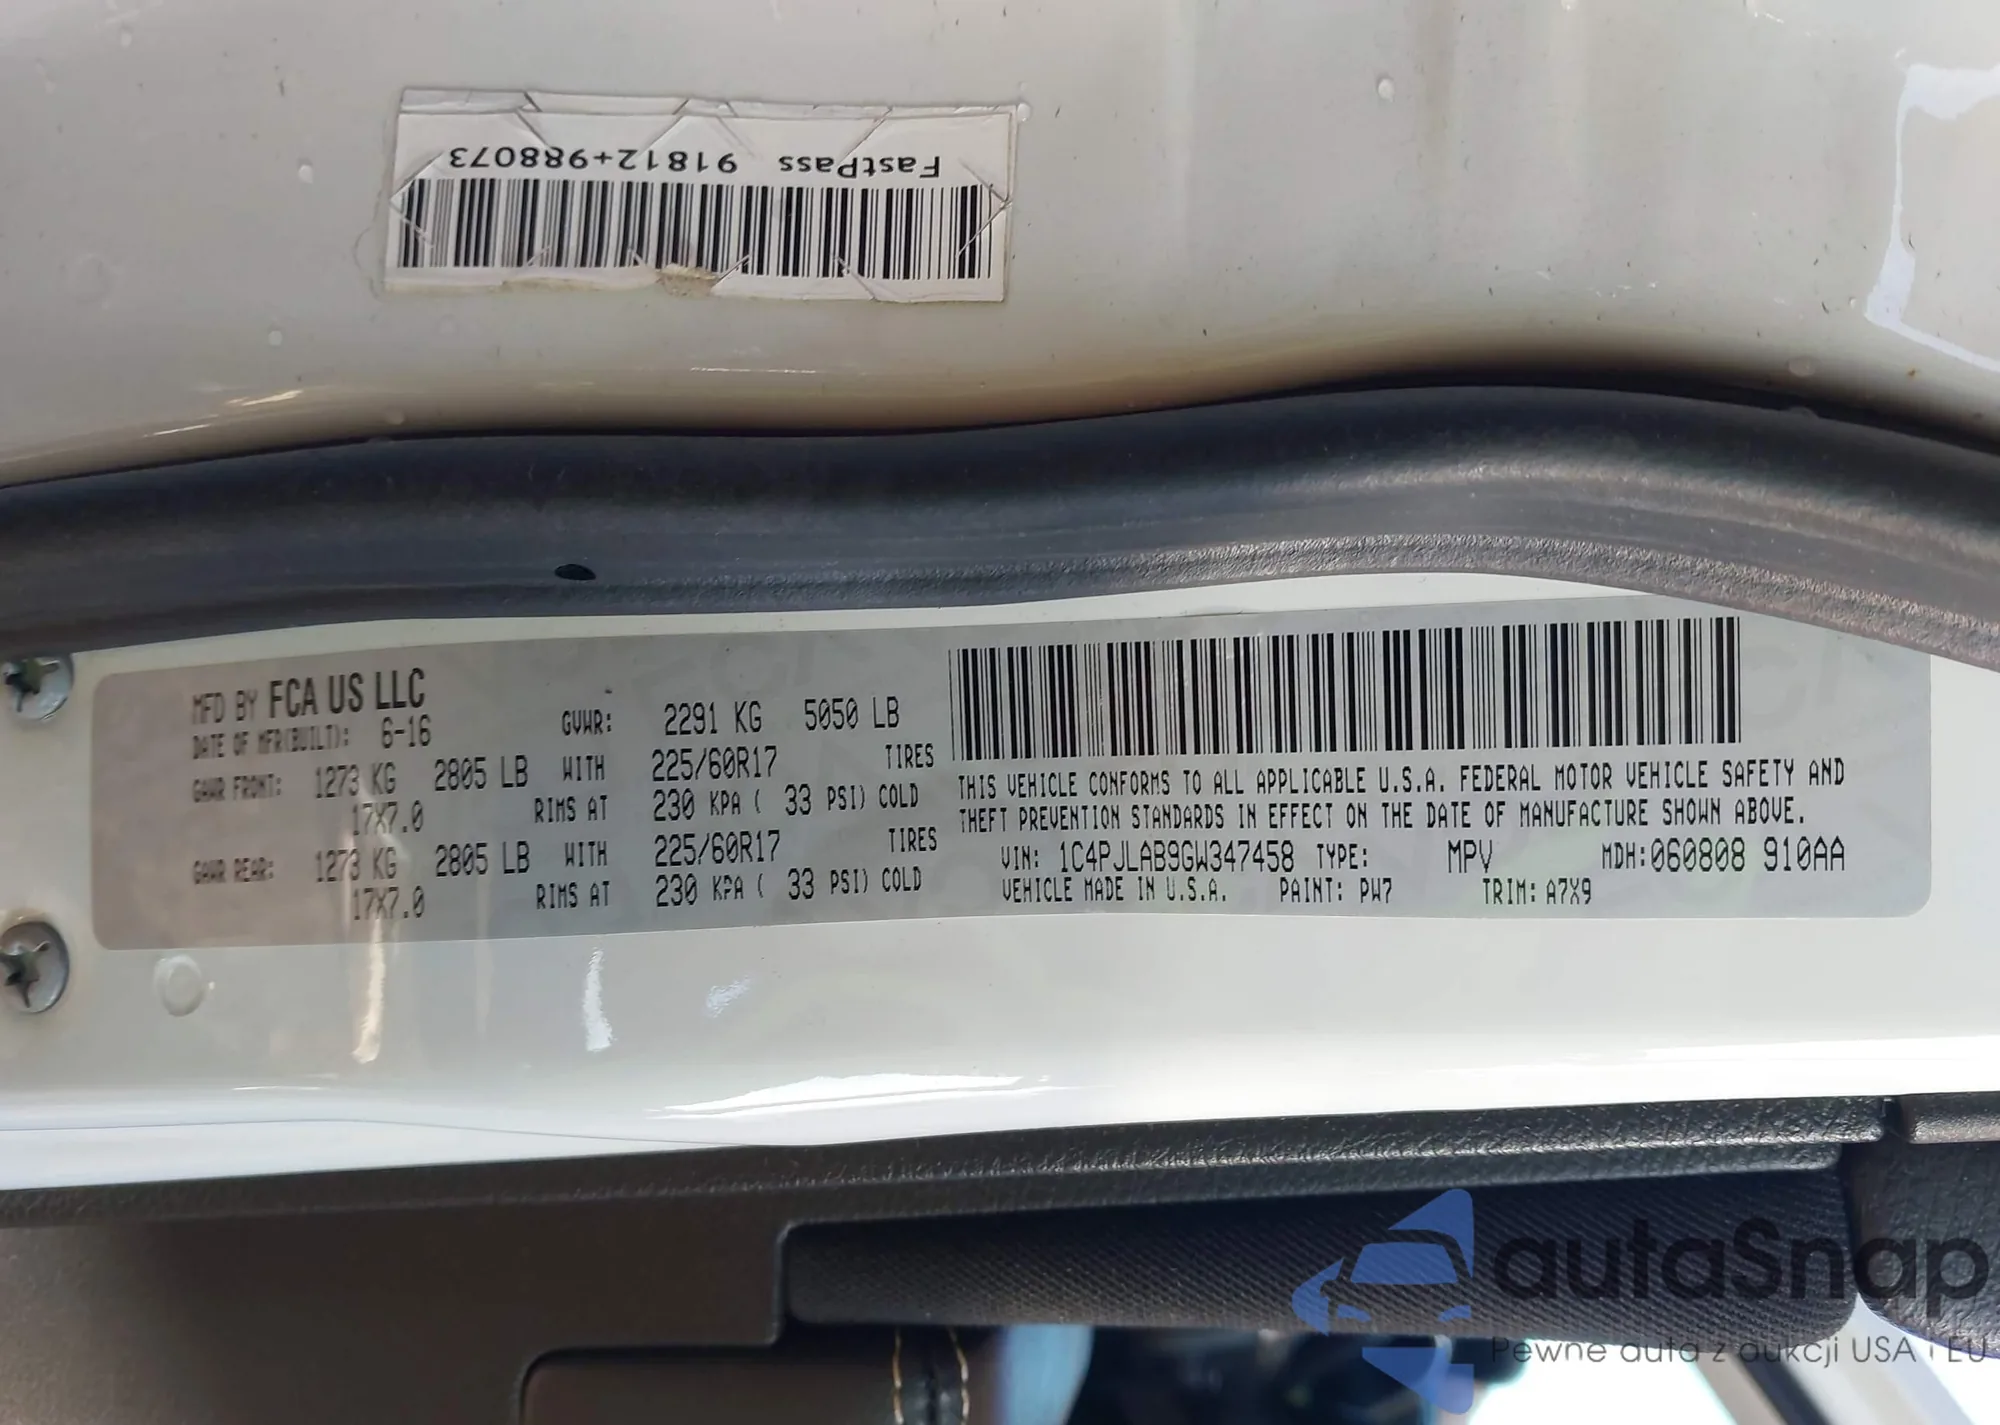 FastPass 91812+988073
MFD BY FCA US LLC
DATE OF MFR(BUILT): 6-16 GVWR: 2291 KG 5050 LB
GAWR FRONT: 1273 KG 2805 LB WITH 225/60R17 TIRES
17X7.0 RIMS AT 230 KPA ( 33 PSI) COLD
GAWR REAR: 1273 KG 2805 LB WITH 225/60R17 TIRES
17X7.0 RIMS AT 230 KPA ( 33 PSI) COLD
THIS VEHICLE CONFORMS TO ALL APPLICABLE U.S.A. FEDERAL MOTOR VEHICLE SAFETY AND
THEFT PREVENTION STANDARDS IN EFFECT ON THE DATE OF MANUFACTURE SHOWN ABOVE.
VIN: 1C4PJLAB9GW347458 TYPE: MPV MDH:060808 910AA
VEHICLE MADE IN U.S.A. PAINT: PW7 TRIM: A7X9
autaSnap
Pewne auta z aukcji USA i EU